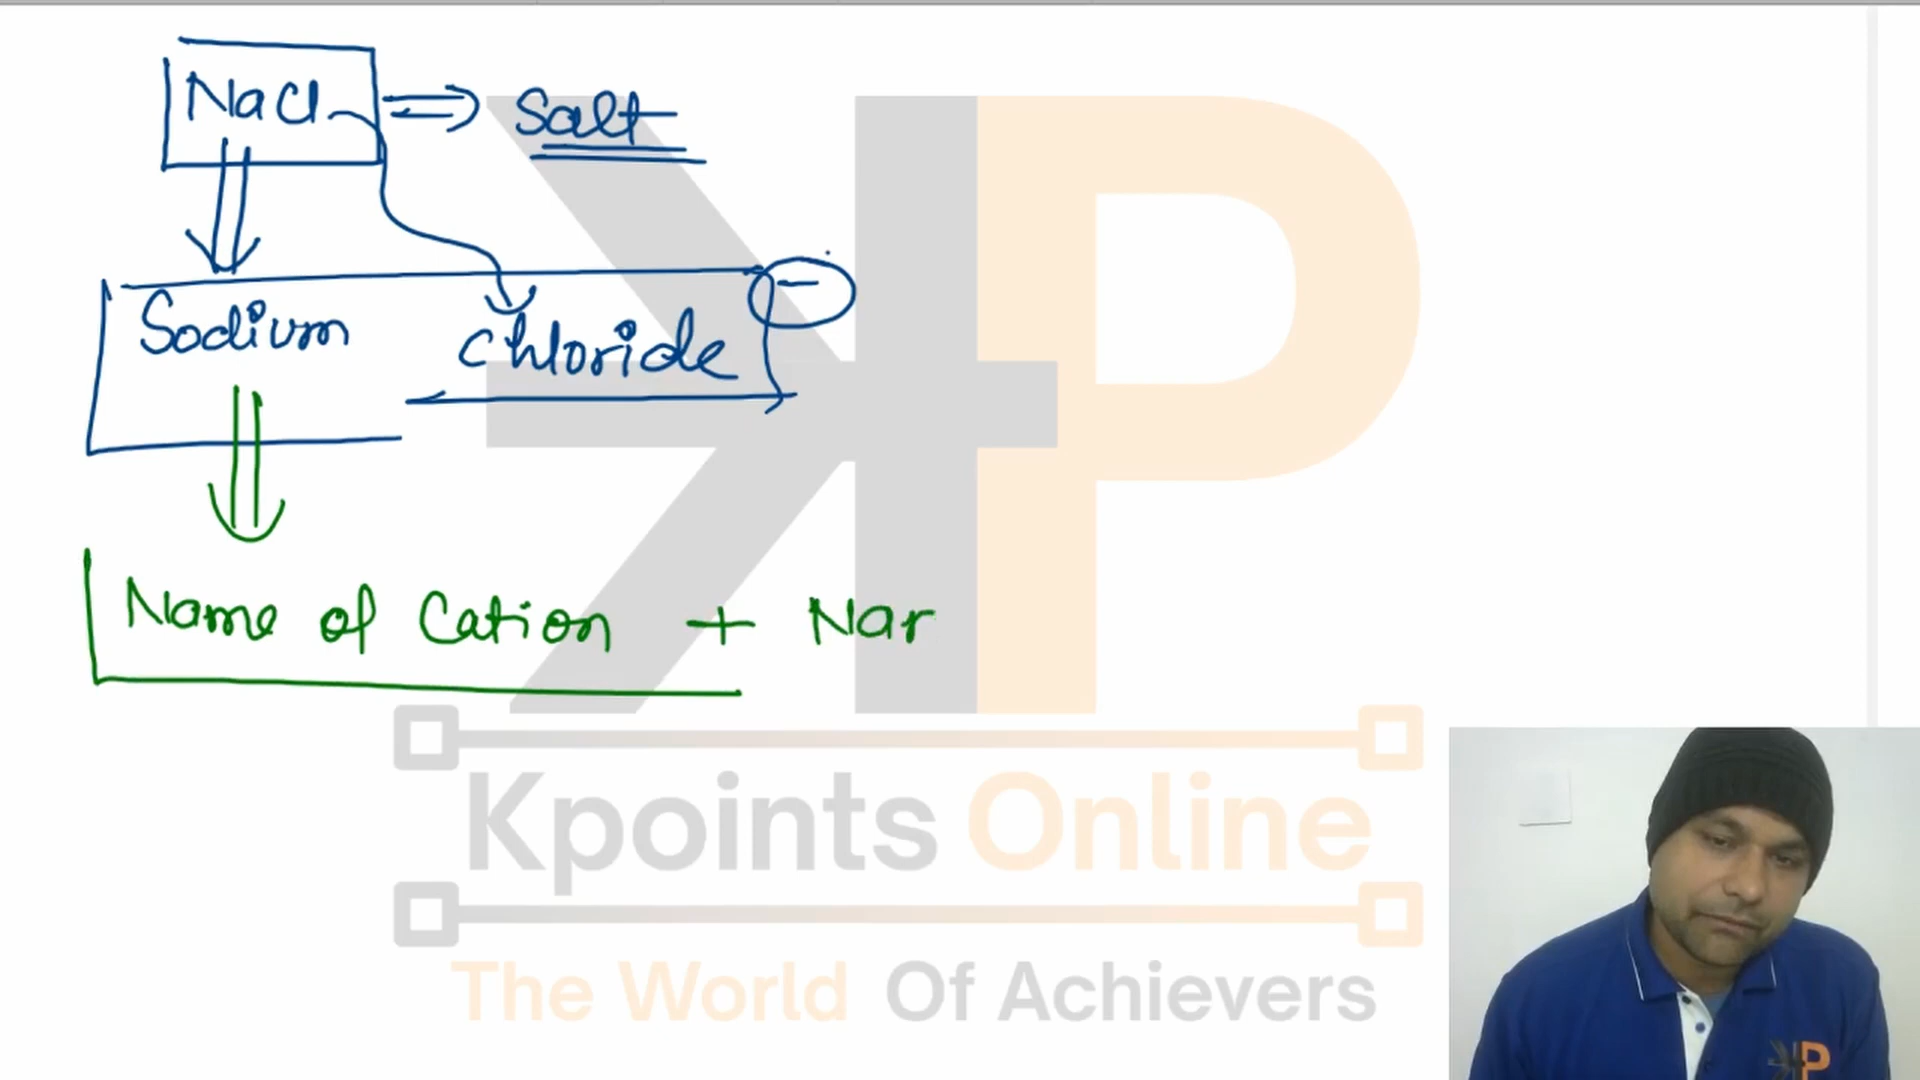 NaCl ⇒ Salt
Sodium chloride −
Name of Cation + Nar
Kpoints Online
The World Of Achievers
P